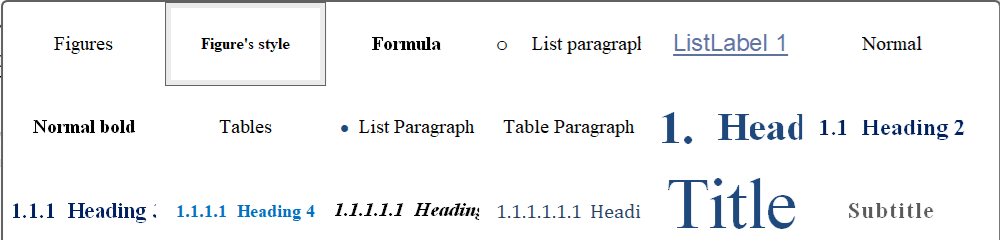 Figures Figure's style Formula o List paragrapl ListLabel 1 Normal
Normal bold Tables • List Paragraph Table Paragraph 1. Head 1.1 Heading 2
1.1.1 Heading 1.1.1.1 Heading 4 1.1.1.1.1 Heading 1.1.1.1.1.1 Headi Title Subtitle